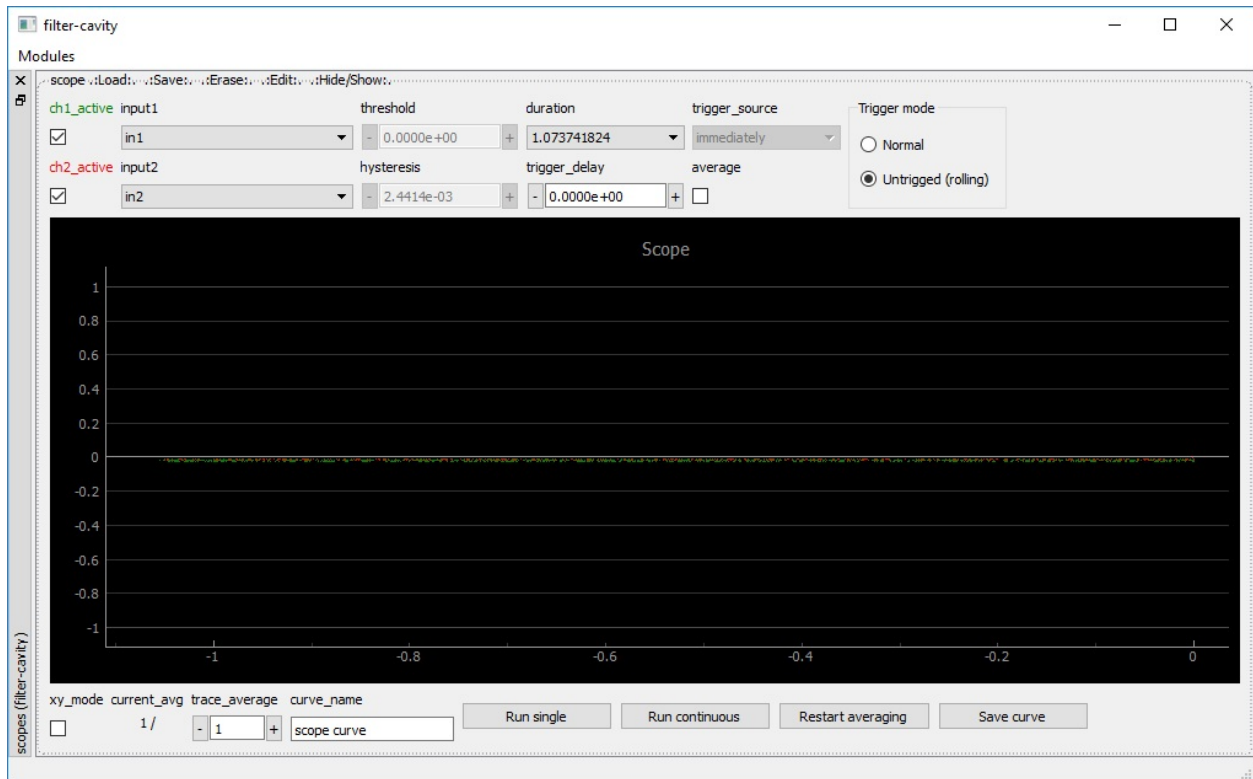 filter-cavity
Modules
scope .:Load:. .:Save:. .:Erase:. .:Edit:. .:Hide/Show:.
ch1_active input1 threshold duration trigger_source Trigger mode
in1 - 0.0000e+00 + 1.073741824 immediately Normal
ch2_active input2 hysteresis trigger_delay average
Untrigged (rolling)
in2 - 2.4414e-03 + - 0.0000e+00 +
Scope
1
0.8
0.6
0.4
0.2
0
-0.2
-0.4
-0.6
-0.8
-1
-1 -0.8 -0.6 -0.4 -0.2 0
xy_mode current_avg trace_average curve_name
1 / - 1 + scope curve Run single Run continuous Restart averaging Save curve
scopes (filter-cavity)